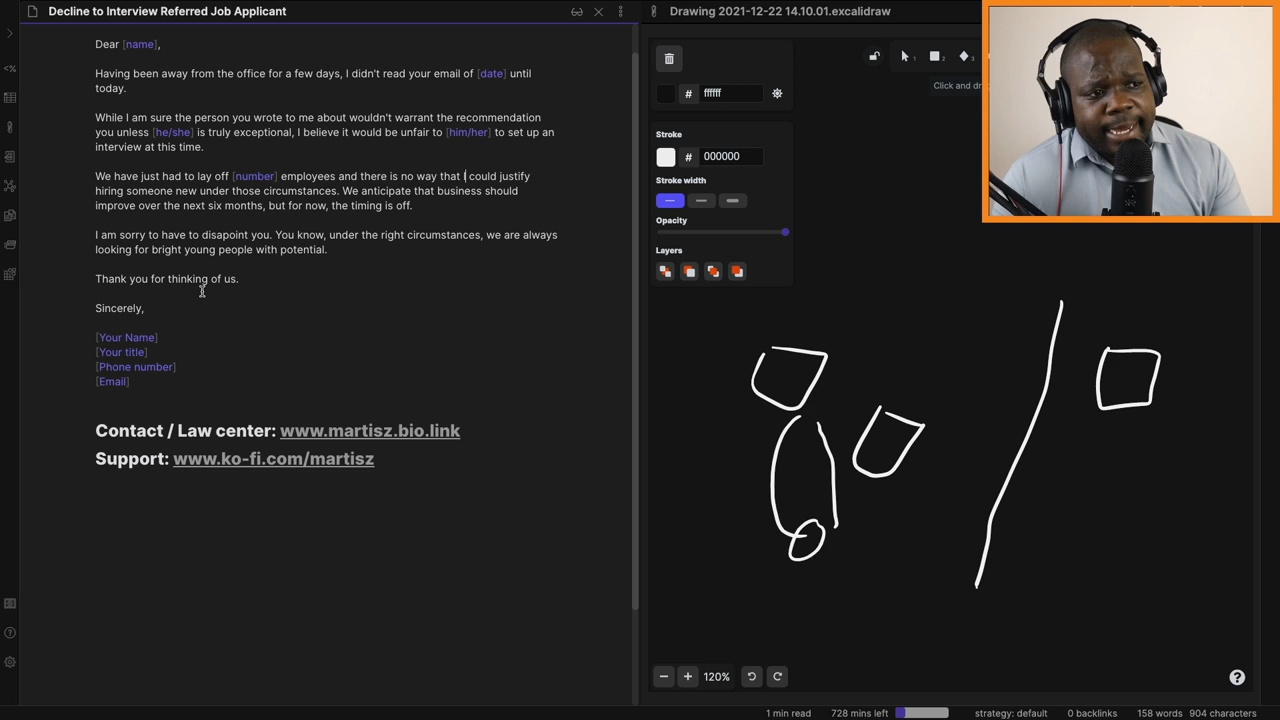 Decline to Interview Referred Job Applicant
Dear [name],
Having been away from the office for a few days, I didn't read your email of [date] until
today.
While I am sure the person you wrote to me about wouldn't warrant the recommendation
you unless [he/she] is truly exceptional, I believe it would be unfair to [him/her] to set up an
interview at this time.
We have just had to lay off [number] employees and there is no way that I could justify
hiring someone new under those circumstances. We anticipate that business should
improve over the next six months, but for now, the timing is off.
I am sorry to have to disapoint you. You know, under the right circumstances, we are always
looking for bright young people with potential.
Thank you for thinking of us.
Sincerely,
[Your Name]
[Your title]
[Phone number]
[Email]
Contact / Law center: www.martisz.bio.link
Support: www.ko-fi.com/martisz
Drawing 2021-12-22 14.10.01.excalidraw
1
2
3
Click and dr
# ffffff
Stroke
# 000000
Stroke width
Opacity
Layers
120%
1 min read 728 mins left strategy: default 0 backlinks 158 words 904 characters